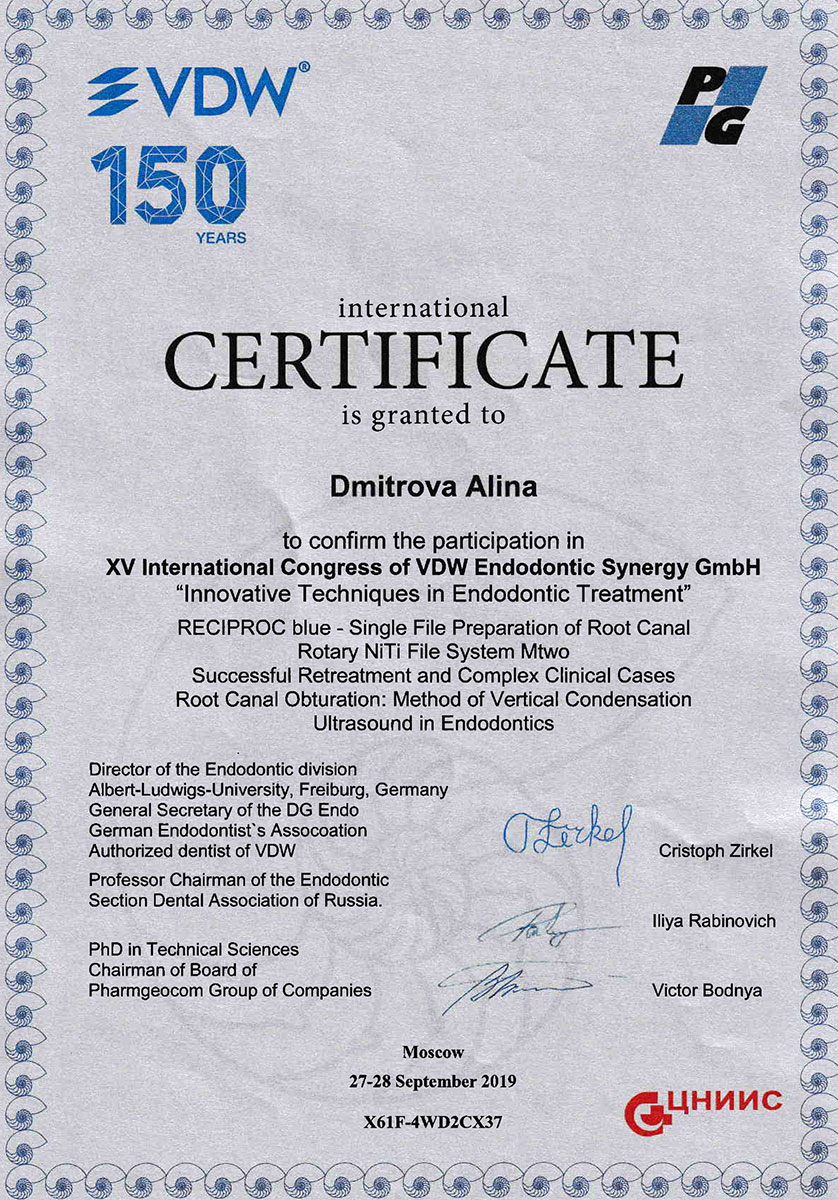 VDW®
PG
150
YEARS
international
CERTIFICATE
is granted to
Dmitrova Alina
to confirm the participation in
XV International Congress of VDW Endodontic Synergy GmbH
“Innovative Techniques in Endodontic Treatment”
RECIPROC blue - Single File Preparation of Root Canal
Rotary NiTi File System Mtwo
Successful Retreatment and Complex Clinical Cases
Root Canal Obturation: Method of Vertical Condensation
Ultrasound in Endodontics
Director of the Endodontic division
Albert-Ludwigs-University, Freiburg, Germany
General Secretary of the DG Endo
German Endodontist`s Assocoation
Authorized dentist of VDW
Cristoph Zirkel
Professor Chairman of the Endodontic
Section Dental Association of Russia.
Iliya Rabinovich
PhD in Technical Sciences
Chairman of Board of
Pharmgeocom Group of Companies
Victor Bodnya
Moscow
27-28 September 2019
X61F-4WD2CX37
ЦНИИС